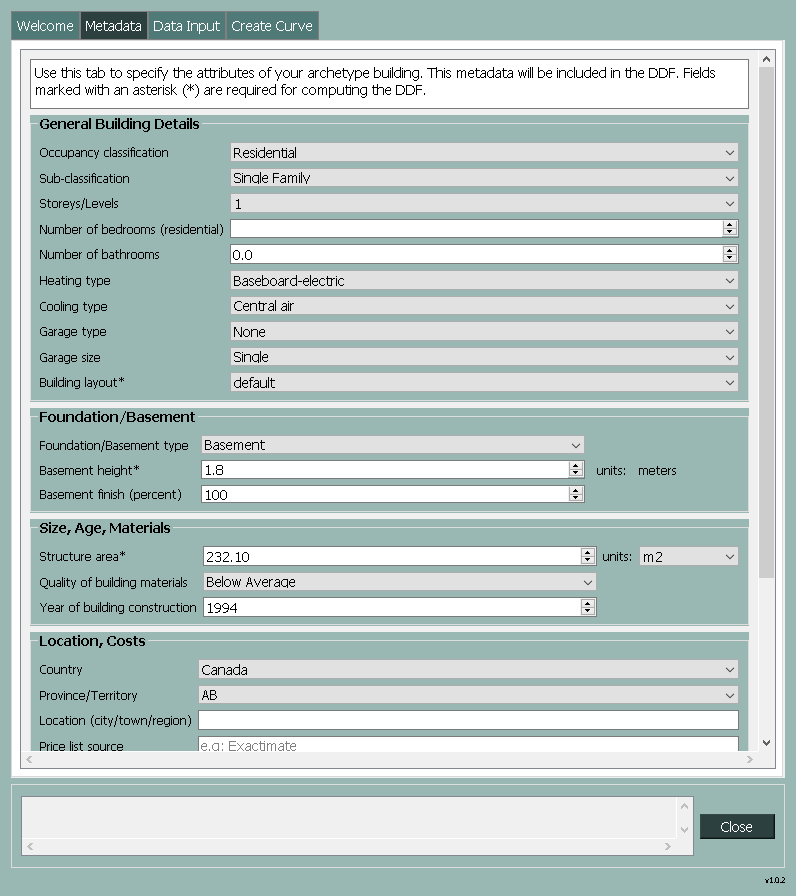 Welcome Metadata Data Input Create Curve
Use this tab to specify the attributes of your archetype building. This metadata will be included in the DDF. Fields
marked with an asterisk (*) are required for computing the DDF.
General Building Details
Occupancy classification Residential
Sub-classification Single Family
Storeys/Levels 1
Number of bedrooms (residential)
Number of bathrooms 0.0
Heating type Baseboard-electric
Cooling type Central air
Garage type None
Garage size Single
Building layout* default
Foundation/Basement
Foundation/Basement type Basement
Basement height* 1.8 units: meters
Basement finish (percent) 100
Size, Age, Materials
Structure area* 232.10 units: m2
Quality of building materials Below Average
Year of building construction 1994
Location, Costs
Country Canada
Province/Territory AB
Location (city/town/region)
Price list source e.g: Exactimate
Close
v1.0.2